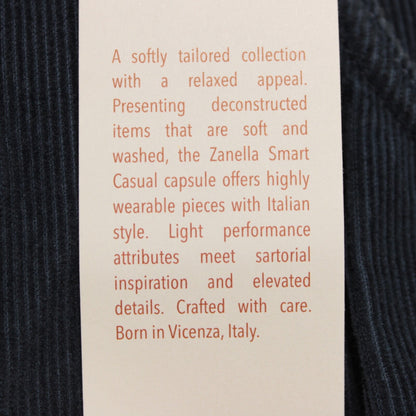 A softly tailored collection
with a relaxed appeal.
Presenting deconstructed
items that are soft and
washed, the Zanella Smart
Casual capsule offers highly
wearable pieces with Italian
style. Light performance
attributes meet sartorial
inspiration and elevated
details. Crafted with care.
Born in Vicenza, Italy.